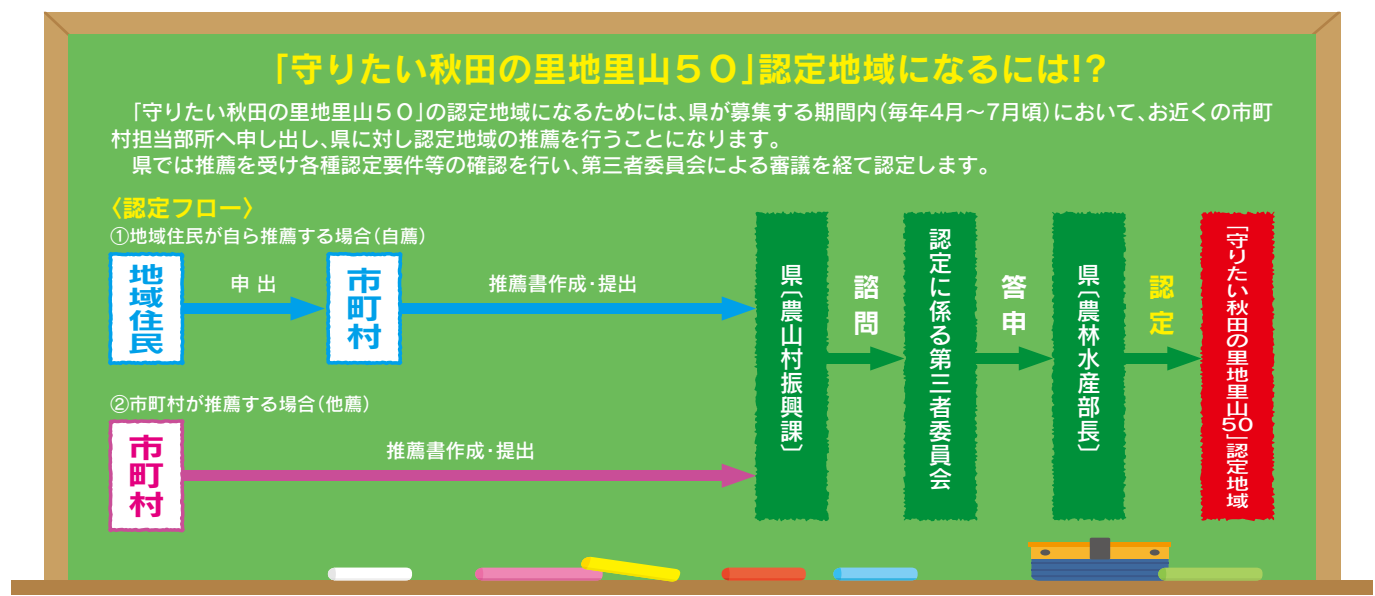 「守りたい秋田の里地里山５０」認定地域になるには!?
「守りたい秋田の里地里山５０」の認定地域になるためには、県が募集する期間内（毎年4月～7月頃）において、お近くの市町
村担当部所へ申し出し、県に対し認定地域の推薦を行うことになります。
県では推薦を受け各種認定要件等の確認を行い、第三者委員会による審議を経て認定します。
〈認定フロー〉
①地域住民が自ら推薦する場合（自薦）
地域住民
申出
市町村
推薦書作成・提出
②市町村が推薦する場合（他薦）
市町村
推薦書作成・提出
県〔農山村振興課〕
諮問
認定に係る第三者委員会
答申
県〔農林水産部長〕
認定
「守りたい秋田の里地里山50」認定地域